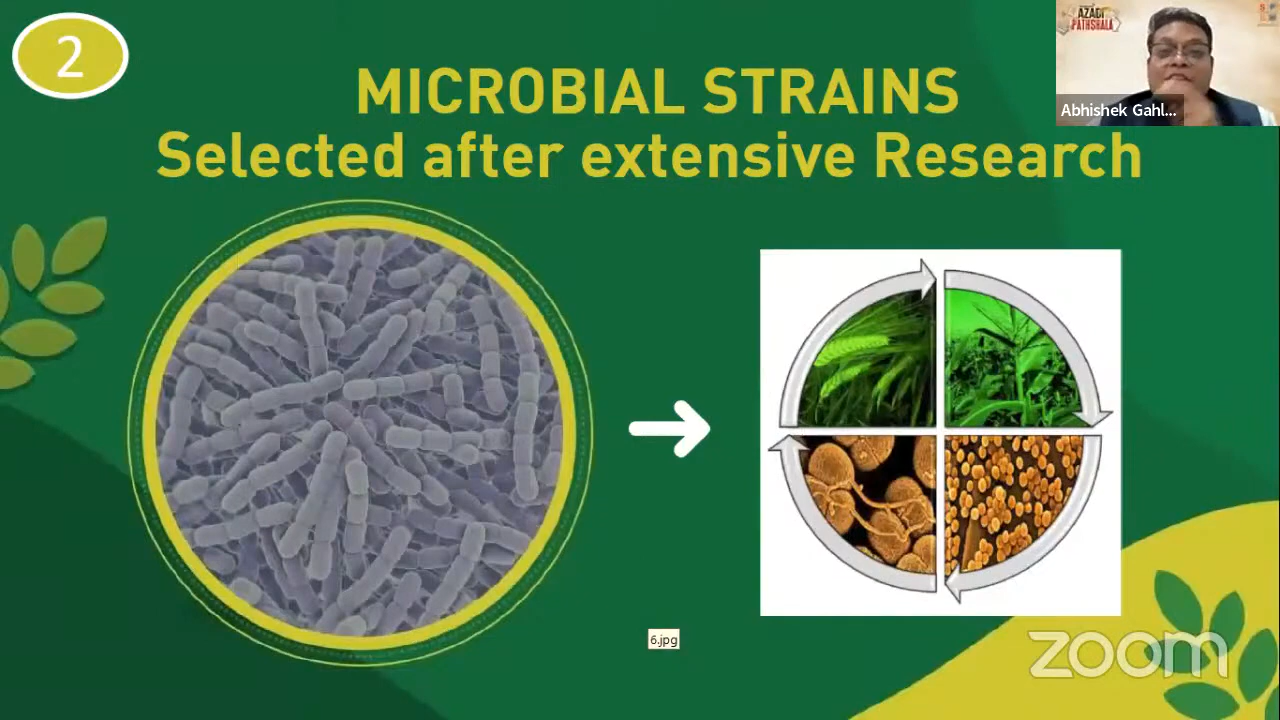 2
MICROBIAL STRAINS
Selected after extensive Research
AZADI
PATHSHALA
Abhishek Gahl...
6.jpg
zoom